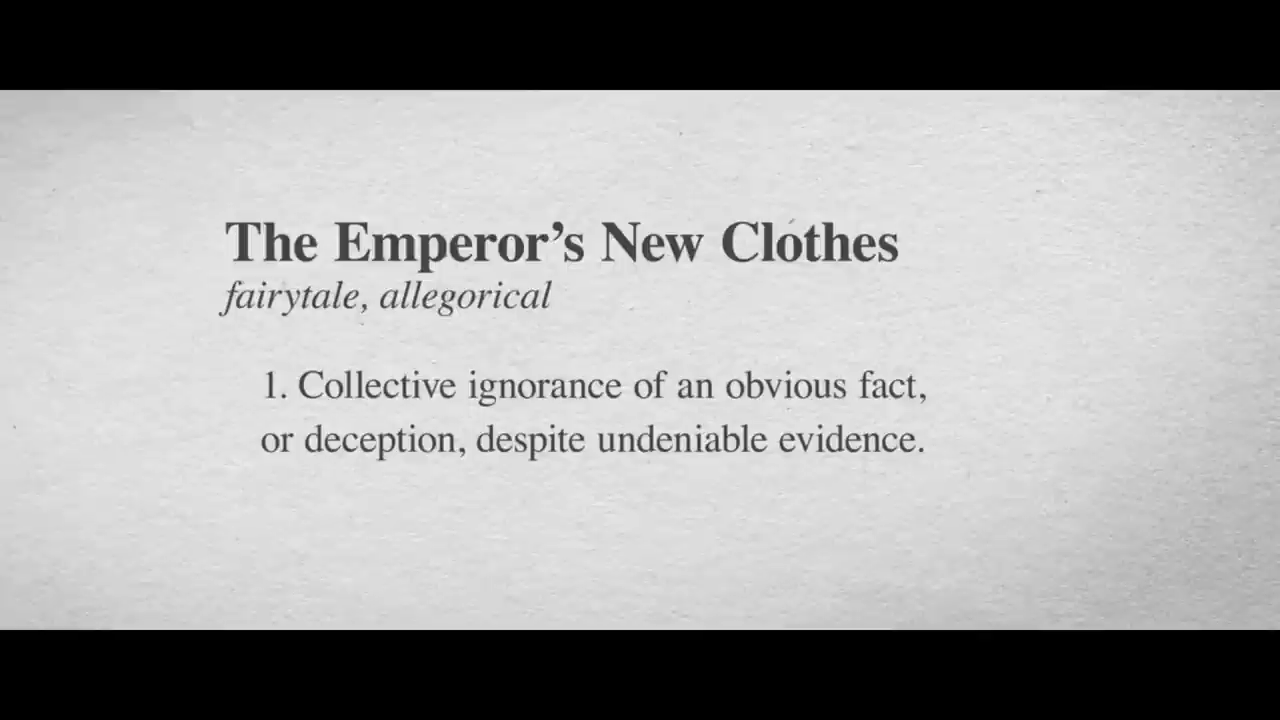 The Emperor’s New Clothes
fairytale, allegorical
1. Collective ignorance of an obvious fact,
or deception, despite undeniable evidence.